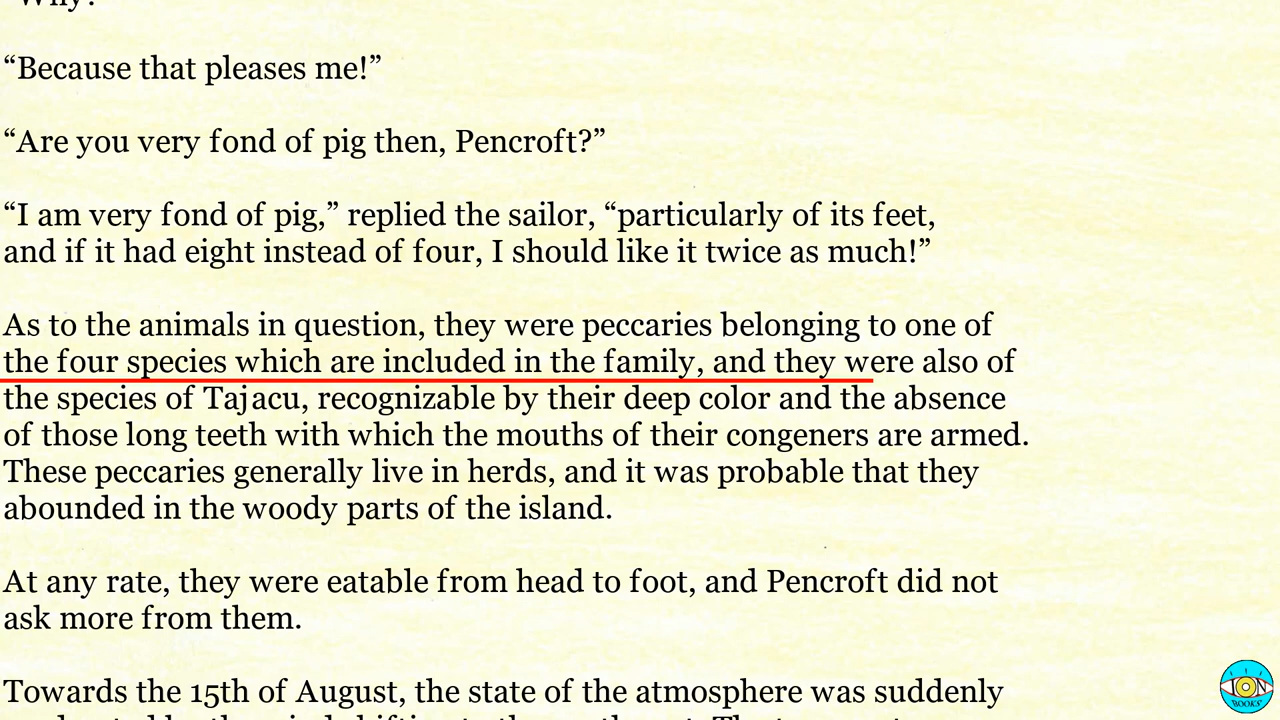 "Why?
“Because that pleases me!”
“Are you very fond of pig then, Pencroft?”
“I am very fond of pig,” replied the sailor, “particularly of its feet,
and if it had eight instead of four, I should like it twice as much!”
As to the animals in question, they were peccaries belonging to one of
the four species which are included in the family, and they were also of
the species of Tajacu, recognizable by their deep color and the absence
of those long teeth with which the mouths of their congeners are armed.
These peccaries generally live in herds, and it was probable that they
abounded in the woody parts of the island.
At any rate, they were eatable from head to foot, and Pencroft did not
ask more from them.
Towards the 15th of August, the state of the atmosphere was suddenly
ION
BOOKS